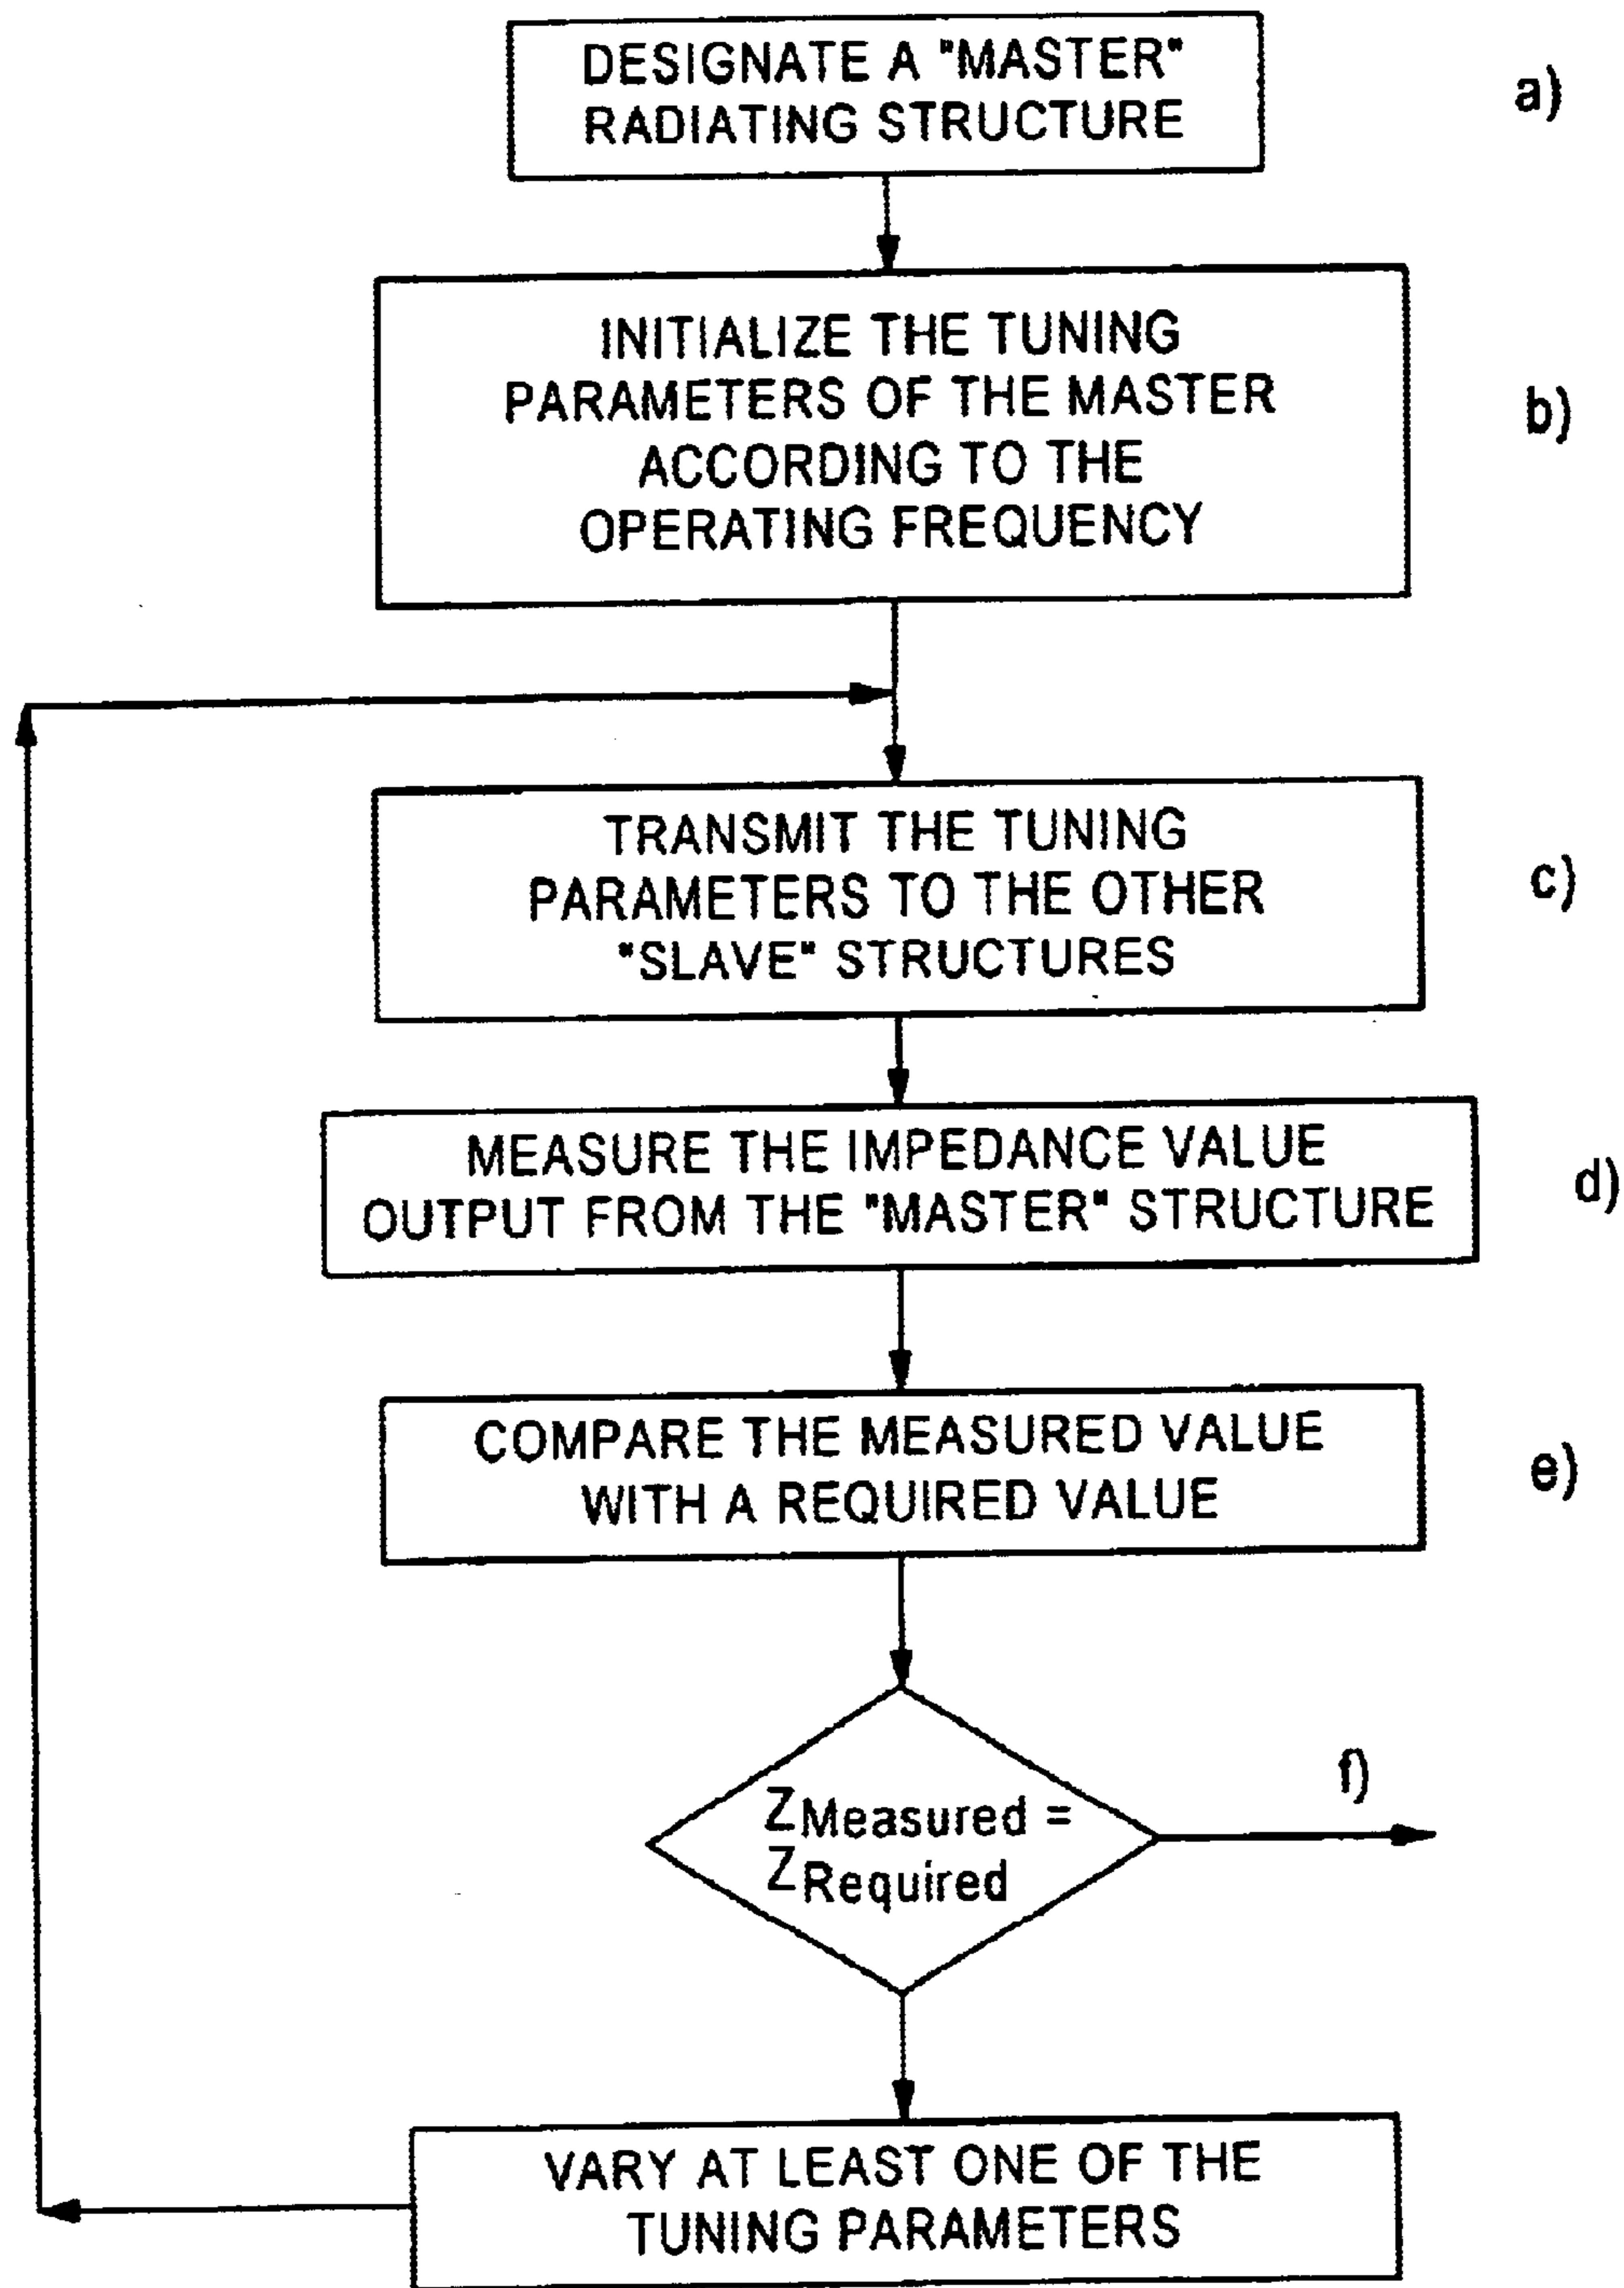 DESIGNATE A "MASTER"
RADIATING STRUCTURE
a)
INITIALIZE THE TUNING
PARAMETERS OF THE MASTER
ACCORDING TO THE
OPERATING FREQUENCY
b)
TRANSMIT THE TUNING
PARAMETERS TO THE OTHER
"SLAVE" STRUCTURES
c)
MEASURE THE IMPEDANCE VALUE
OUTPUT FROM THE "MASTER" STRUCTURE
d)
COMPARE THE MEASURED VALUE
WITH A REQUIRED VALUE
e)
Z Measured =
Z Required
f)
VARY AT LEAST ONE OF THE
TUNING PARAMETERS